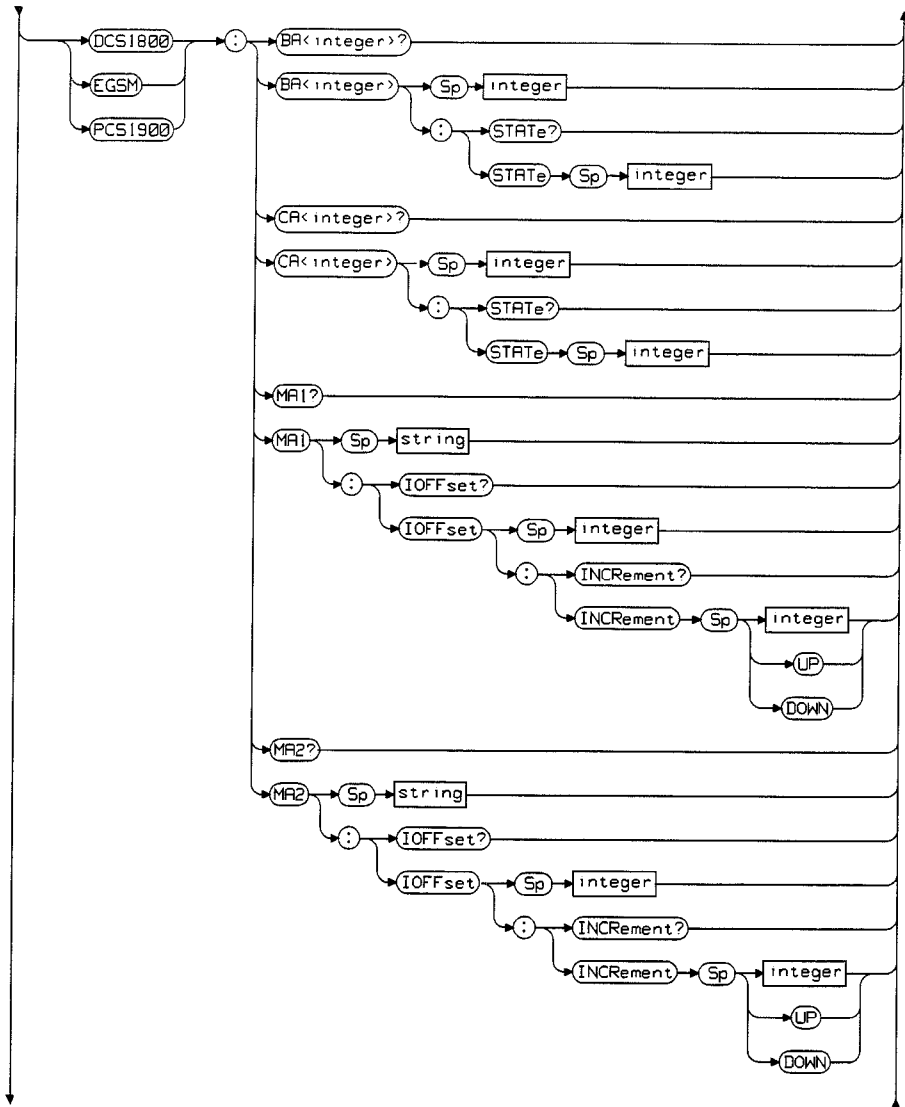 DCS1800 : BA<integer>?
EGSM BA<integer> Sp integer
PCS1900 : STATe?
STATe Sp integer
CA<integer>?
CA<integer> Sp integer
: STATe?
STATe Sp integer
MA1?
MA1 Sp string
: IOFFset?
IOFFset Sp integer
: INCRement?
INCRement Sp integer
UP
DOWN
MA2?
MA2 Sp string
: IOFFset?
IOFFset Sp integer
: INCRement?
INCRement Sp integer
UP
DOWN